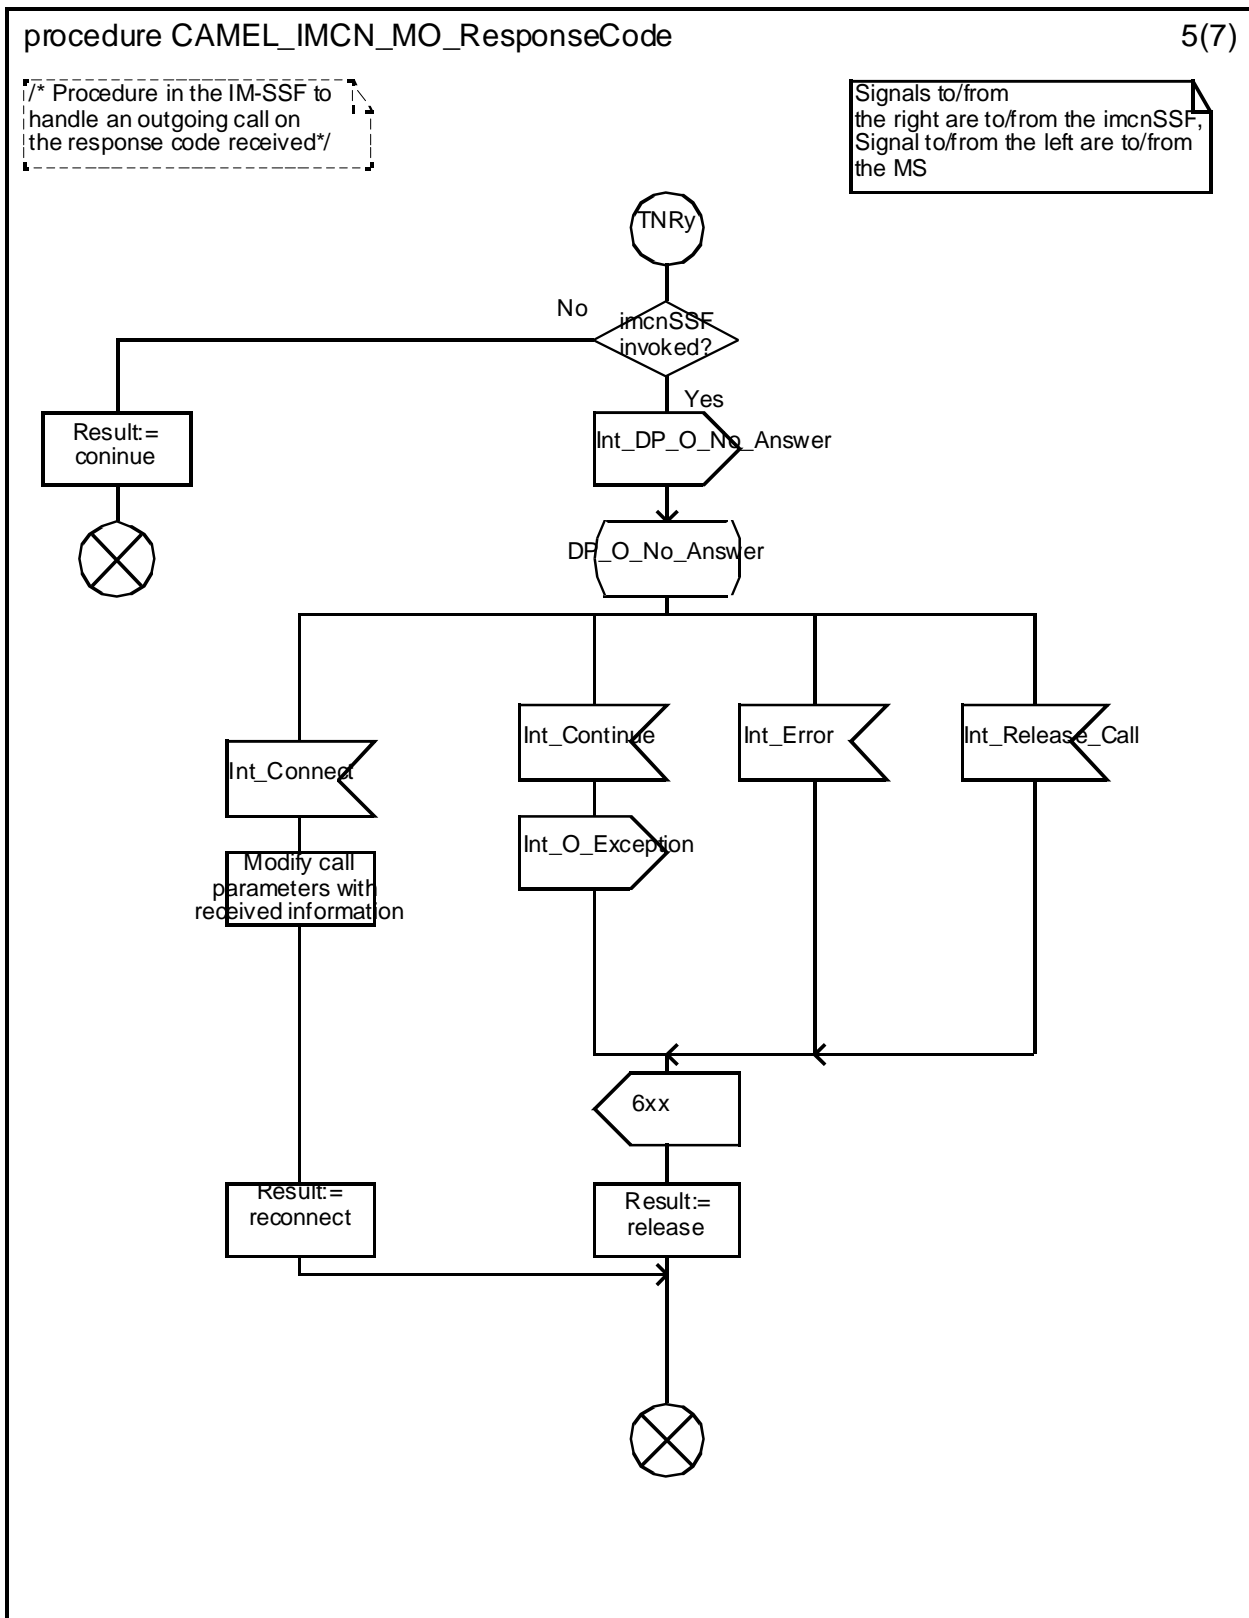 procedure CAMEL_IMCN_MO_ResponseCode
5(7)
/* Procedure in the IM-SSF to
handle an outgoing call on
the response code received*/
Signals to/from
the right are to/from the imcnSSF,
Signal to/from the left are to/from
the MS
TNRy
No
imcnSSF
invoked?
Yes
Result:=
coninue
Int_DP_O_No_Answer
DP_O_No_Answer
Int_Connect
Int_Continue
Int_Error
Int_Release_Call
Int_O_Exception
Modify call
parameters with
received information
6xx
Result:=
reconnect
Result:=
release